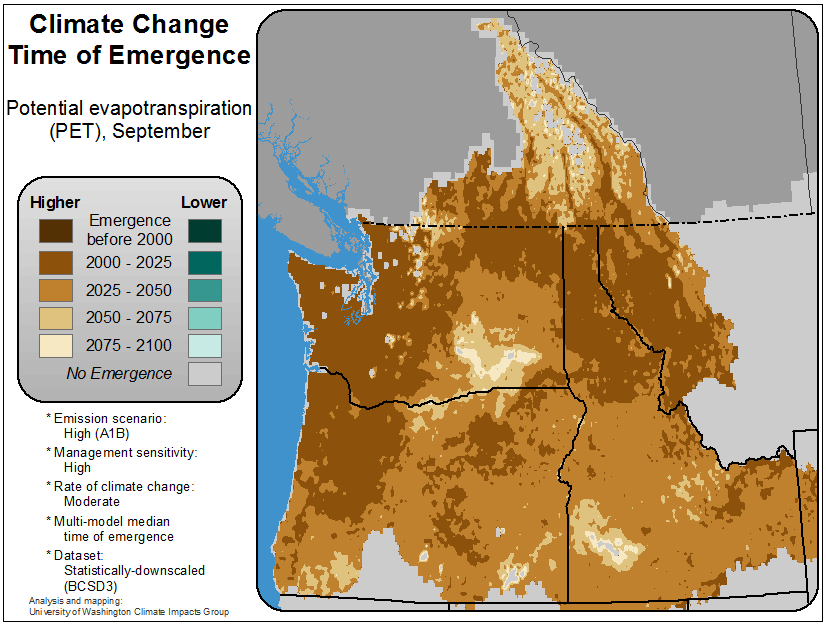 Climate Change
Time of Emergence
Potential evapotranspiration
(PET), September
Higher
Lower
Emergence
before 2000
2000 - 2025
2025 - 2050
2050 - 2075
2075 - 2100
No Emergence
* Emission scenario:
High (A1B)
* Management sensitivity:
High
* Rate of climate change:
Moderate
* Multi-model median
time of emergence
* Dataset:
Statistically-downscaled
(BCSD3)
Analysis and mapping:
University of Washington Climate Impacts Group